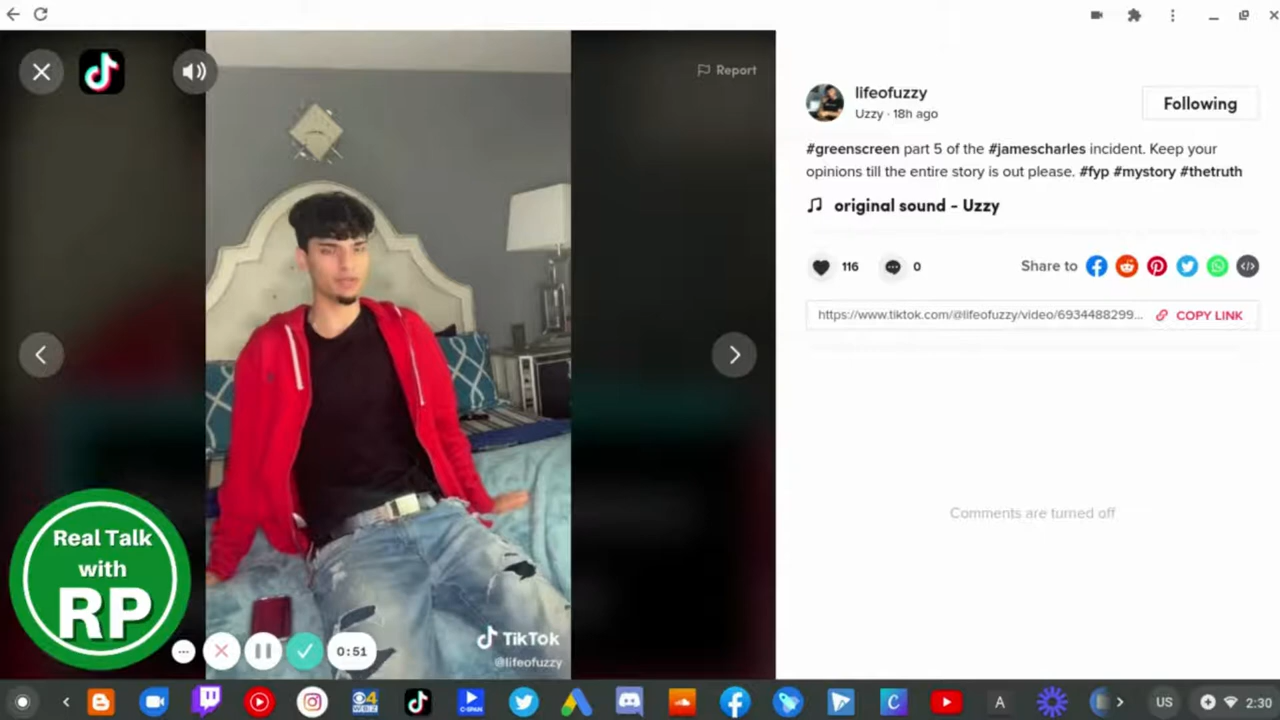 Report
lifeofuzzy
Uzzy · 18h ago
Following
#greenscreen part 5 of the #jamescharles incident. Keep your
opinions till the entire story is out please. #fyp #mystory #thetruth
original sound - Uzzy
116
0
Share to
https://www.tiktok.com/@lifeofuzzy/video/6934488299...
COPY LINK
Comments are turned off
Real Talk
with
RP
0:51
TikTok
@lifeofuzzy
4
C-SPAN
A
C
US
2:30